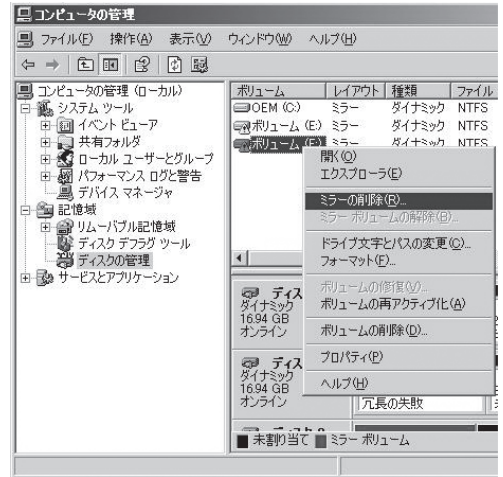 コンピュータの管理
ファイル(F) 操作(A) 表示(V) ウィンドウ(W) ヘルプ(H)
コンピュータの管理 (ローカル)
システム ツール
イベント ビューア
共有フォルダ
ローカル ユーザーとグループ
パフォーマンス ログと警告
デバイス マネージャ
記憶域
リムーバブル記憶域
ディスク デフラグ ツール
ディスクの管理
サービスとアプリケーション
ボリューム レイアウト 種類 ファイル
OEM (C:) ミラー ダイナミック NTFS
ボリューム (E:) ミラー ダイナミック NTFS
ボリューム (E:) ミラー ダイナミック NTFS
開く(O)
エクスプローラ(E)
ミラーの削除(R)...
ミラー ボリュームの解除(B)...
ドライブ文字とパスの変更(C)...
フォーマット(F)...
ボリュームの修復(V)...
ボリュームの再アクティブ化(A)
ボリュームの削除(D)...
プロパティ(P)
ヘルプ(H)
ディス
ダイナミック
16.94 GB
オンライン
ディス
ダイナミック
16.94 GB
オンライン
冗長の失敗
未割り当て ミラー ボリューム